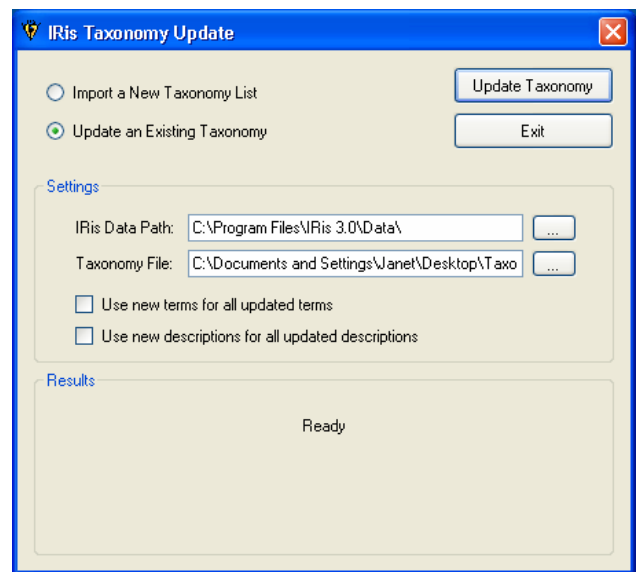 IRis Taxonomy Update
Import a New Taxonomy List
Update Taxonomy
Update an Existing Taxonomy
Exit
Settings
IRis Data Path: C:\Program Files\IRis 3.0\Data\ ...
Taxonomy File: C:\Documents and Settings\Janet\Desktop\Taxo ...
Use new terms for all updated terms
Use new descriptions for all updated descriptions
Results
Ready